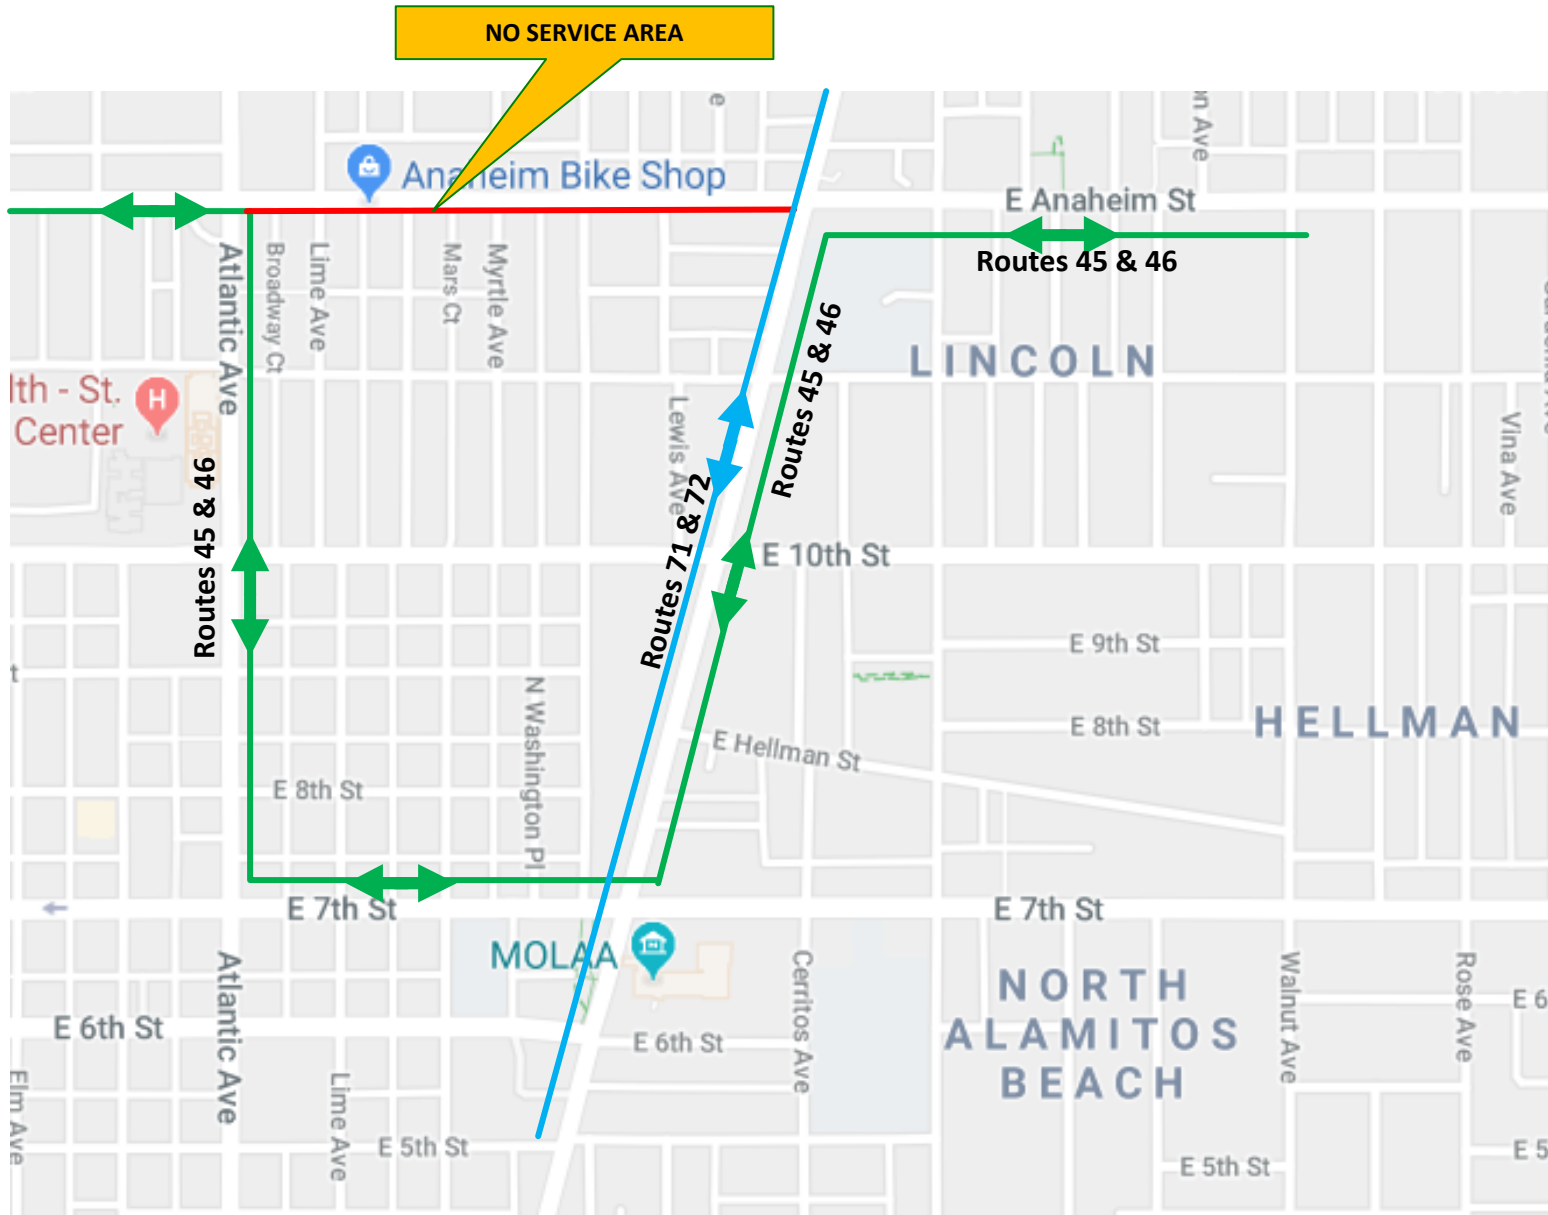 NO SERVICE AREA
e
Anaheim Bike Shop
E Anaheim St
Routes 45 & 46
Atlantic Ave
Broadway Ct
Lime Ave
Mars Ct
Myrtle Ave
Routes 45 & 46
LINCOLN
lth - St.
Center
H
Lewis Ave
Vina Ave
Routes 45 & 46
Routes 71 & 72
E 10th St
E 9th St
t
N Washington Pl
E Hellman St
E 8th St
HELLMAN
E 8th St
E 7th St
E 7th St
MOLAA
Atlantic Ave
Cerritos Ave
NORTH
ALAMITOS
BEACH
Walnut Ave
Rose Ave
E 6
E 6th St
E 6th St
Elm Ave
Lime Ave
E 5th St
E 5th St
E 5